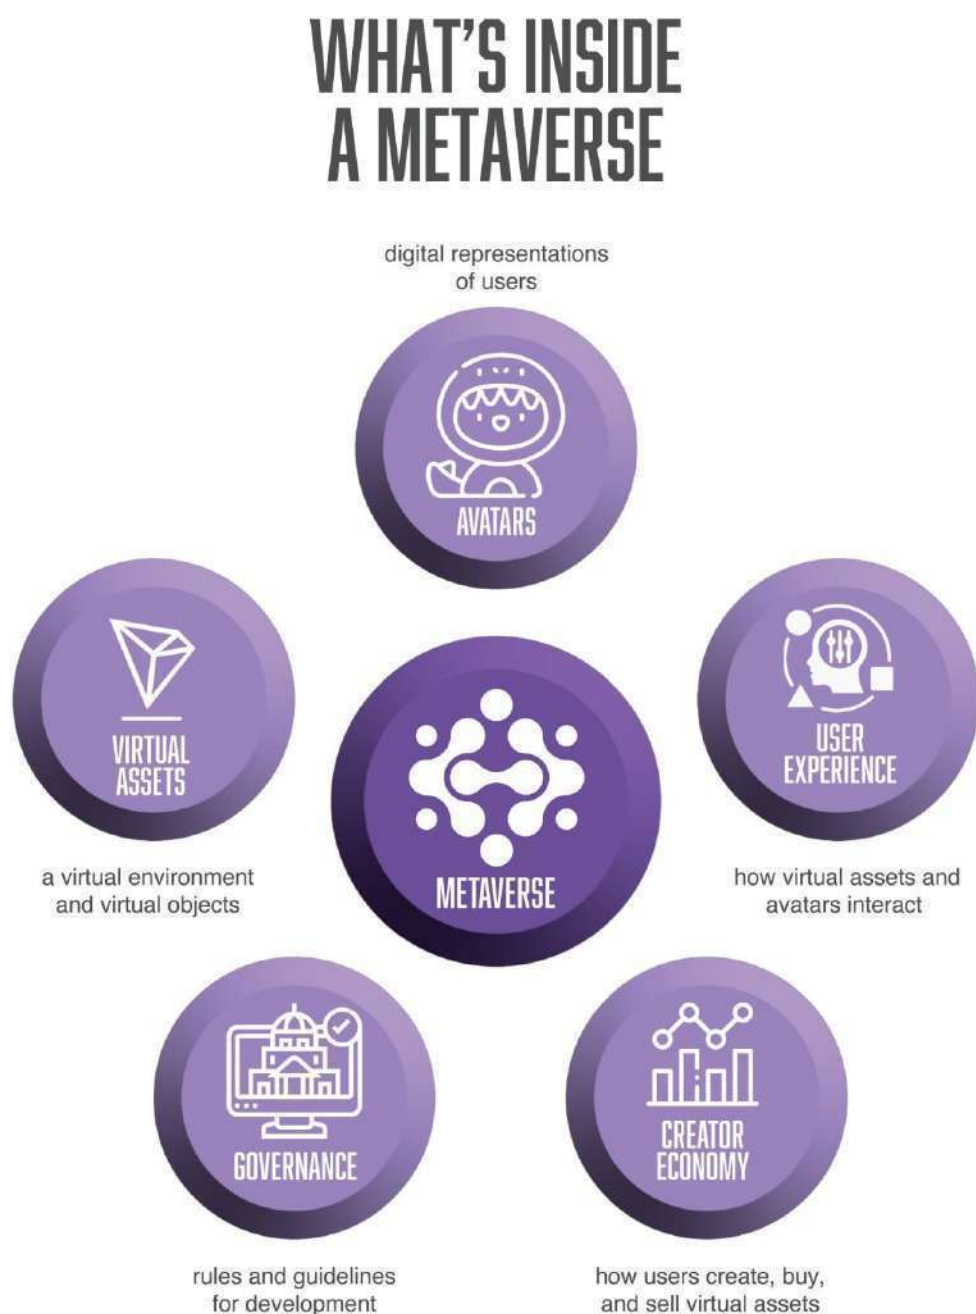 WHAT'S INSIDE
A METAVERSE
digital representations
of users
AVATARS
VIRTUAL
ASSETS
a virtual environment
and virtual objects
METAVERSE
USER
EXPERIENCE
how virtual assets and
avatars interact
GOVERNANCE
rules and guidelines
for development
CREATOR
ECONOMY
how users create, buy,
and sell virtual assets